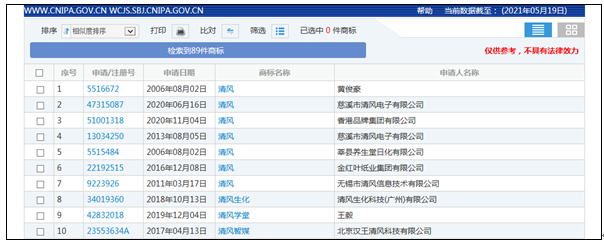 WWW.CNIPA.GOV.CN WCJS.SBJ.CNIPA.GOV.CN 帮助 当前数据截至： (2021年05月19日)
排序 相似度排序 打印 比对 筛选 已选中 0 件商标
检索到89件商标 仅供参考，不具有法律效力
序号 申请/注册号 申请日期 商标名称 申请人名称
1 5516672 2006年08月02日 清风 黄俊豪
2 47315087 2020年06月16日 清风 慈溪市清风电子有限公司
3 51001318 2020年11月04日 清风 香港品牌集团有限公司
4 13034250 2013年08月05日 清风 慈溪市清风电子有限公司
5 5515484 2006年08月02日 清风 莘县养生堂日化有限公司
6 22192515 2016年12月08日 清风 金红叶纸业集团有限公司
7 9223926 2011年03月17日 清风 无锡市清风信息技术有限公司
8 34019360 2018年10月13日 清风生化 清风生化科技(广州)有限公司
9 42832018 2019年12月04日 清风学堂 王毅
10 23553634A 2017年04月13日 清风智媒 北京汉王清风科技有限公司